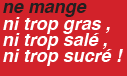 ne mange
ni trop gras ,
ni trop salé ,
ni trop sucré !